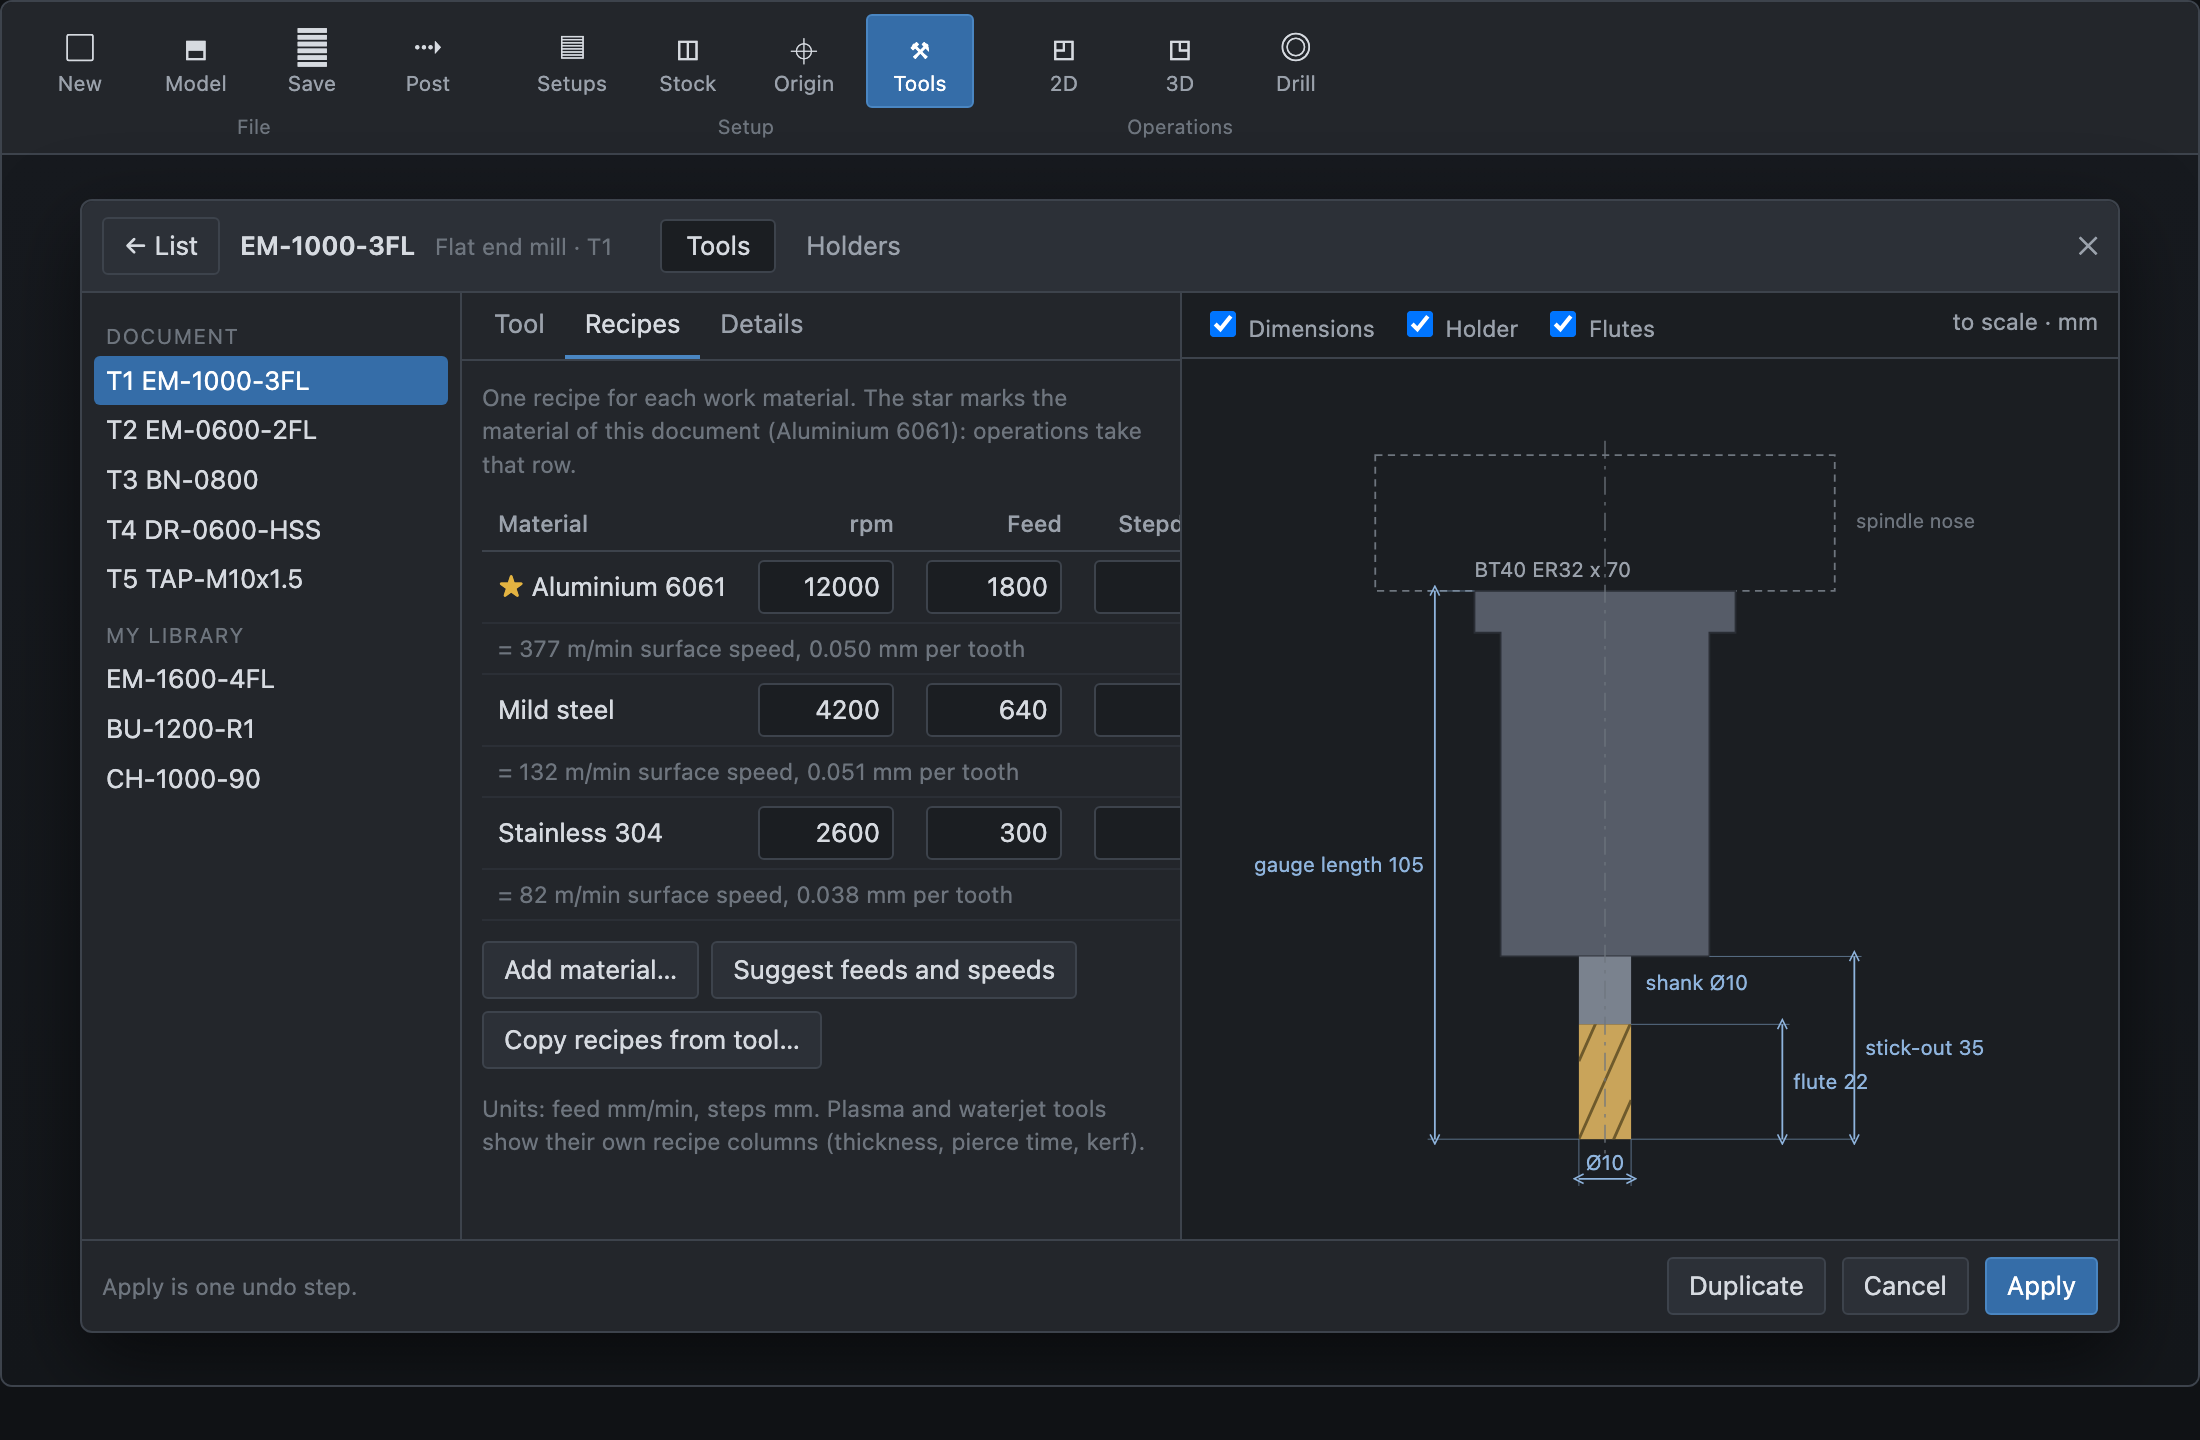 New
Model
Save
Post
Setups
Stock
Origin
Tools
2D
3D
Drill
File
Setup
Operations
← List
EM-1000-3FL
Flat end mill · T1
Tools
Holders
×
DOCUMENT
T1 EM-1000-3FL
T2 EM-0600-2FL
T3 BN-0800
T4 DR-0600-HSS
T5 TAP-M10x1.5
MY LIBRARY
EM-1600-4FL
BU-1200-R1
CH-1000-90
Tool
Recipes
Details
One recipe for each work material. The star marks the
material of this document (Aluminium 6061): operations take
that row.
Material rpm Feed
★ Aluminium 6061 12000 1800
= 377 m/min surface speed, 0.050 mm per tooth
Mild steel 4200 640
= 132 m/min surface speed, 0.051 mm per tooth
Stainless 304 2600 300
= 82 m/min surface speed, 0.038 mm per tooth
Add material...
Suggest feeds and speeds
Copy recipes from tool...
Units: feed mm/min, steps mm. Plasma and waterjet tools
show their own recipe columns (thickness, pierce time, kerf).
Dimensions
Holder
Flutes
to scale · mm
spindle nose
BT40 ER32 x 70
gauge length 105
shank Ø10
stick-out 35
flute 22
Ø10
Apply is one undo step.
Duplicate
Cancel
Apply